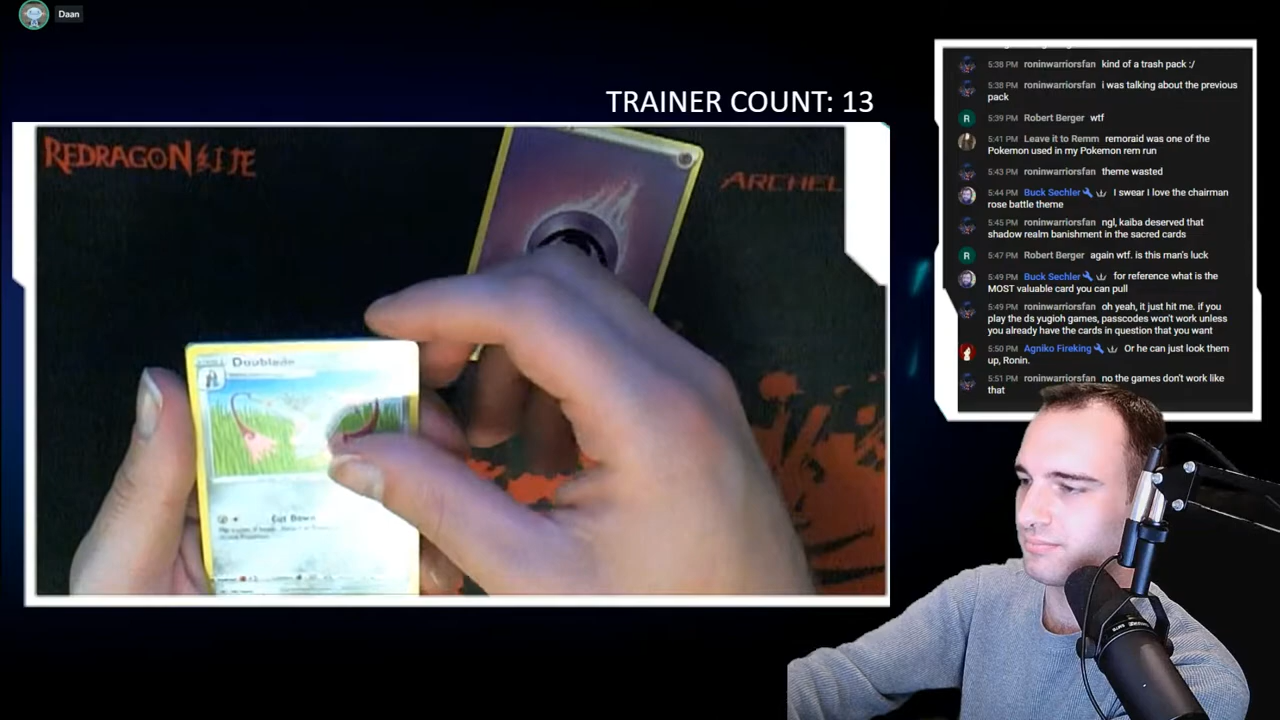 Daan
TRAINER COUNT: 13
REDRAGON
ARCHE
Doublade
Cut Down
5:38 PM roninwarriorsfan kind of a trash pack :/
5:38 PM roninwarriorsfan i was talking about the previous
pack
5:39 PM Robert Berger wtf
5:41 PM Leave it to Remm remoraid was one of the
Pokemon used in my Pokemon rem run
5:43 PM roninwarriorsfan theme wasted
5:44 PM Buck Sechler I swear I love the chairman
rose battle theme
5:45 PM roninwarriorsfan ngl, kaiba deserved that
shadow realm banishment in the sacred cards
5:47 PM Robert Berger again wtf. is this man's luck
5:49 PM Buck Sechler for reference what is the
MOST valuable card you can pull
5:49 PM roninwarriorsfan oh yeah, it just hit me. if you
play the ds yugioh games, passcodes won't work unless
you already have the cards in question that you want
5:50 PM Agniko Fireking Or he can just look them
up, Ronin.
5:51 PM roninwarriorsfan no the games don't work like
that